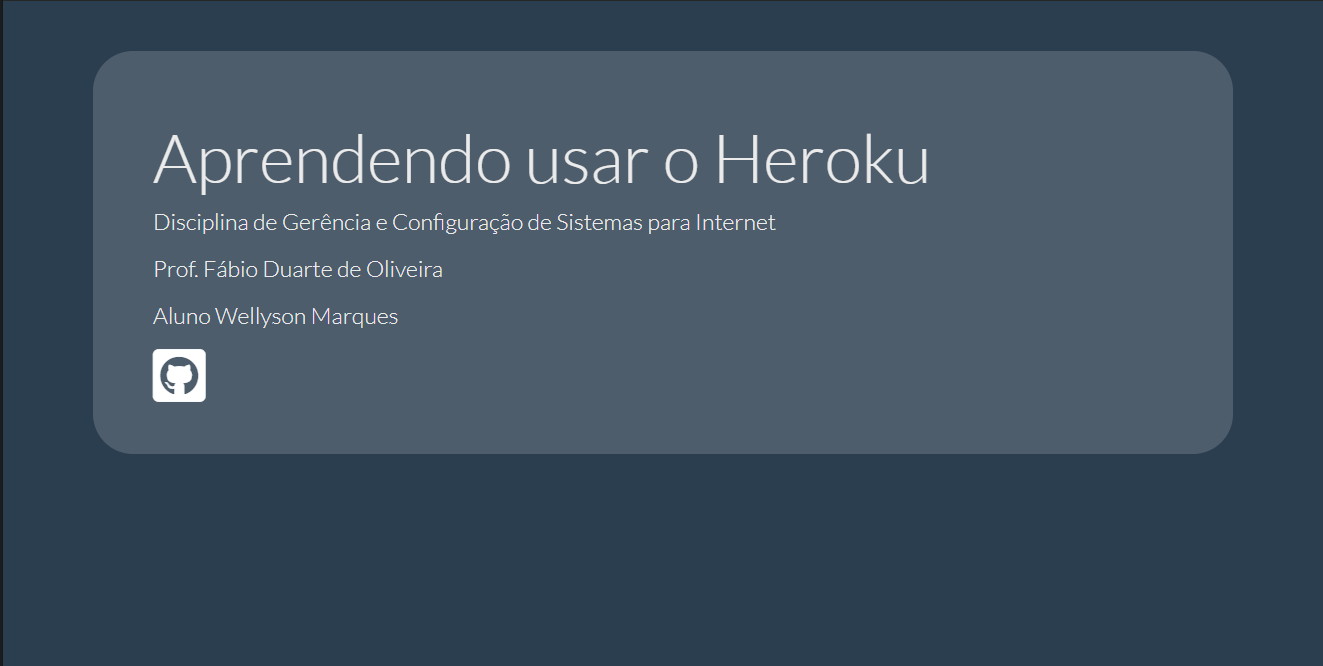 Aprendendo usar o Heroku
Disciplina de Gerência e Configuração de Sistemas para Internet
Prof. Fábio Duarte de Oliveira
Aluno Wellyson Marques